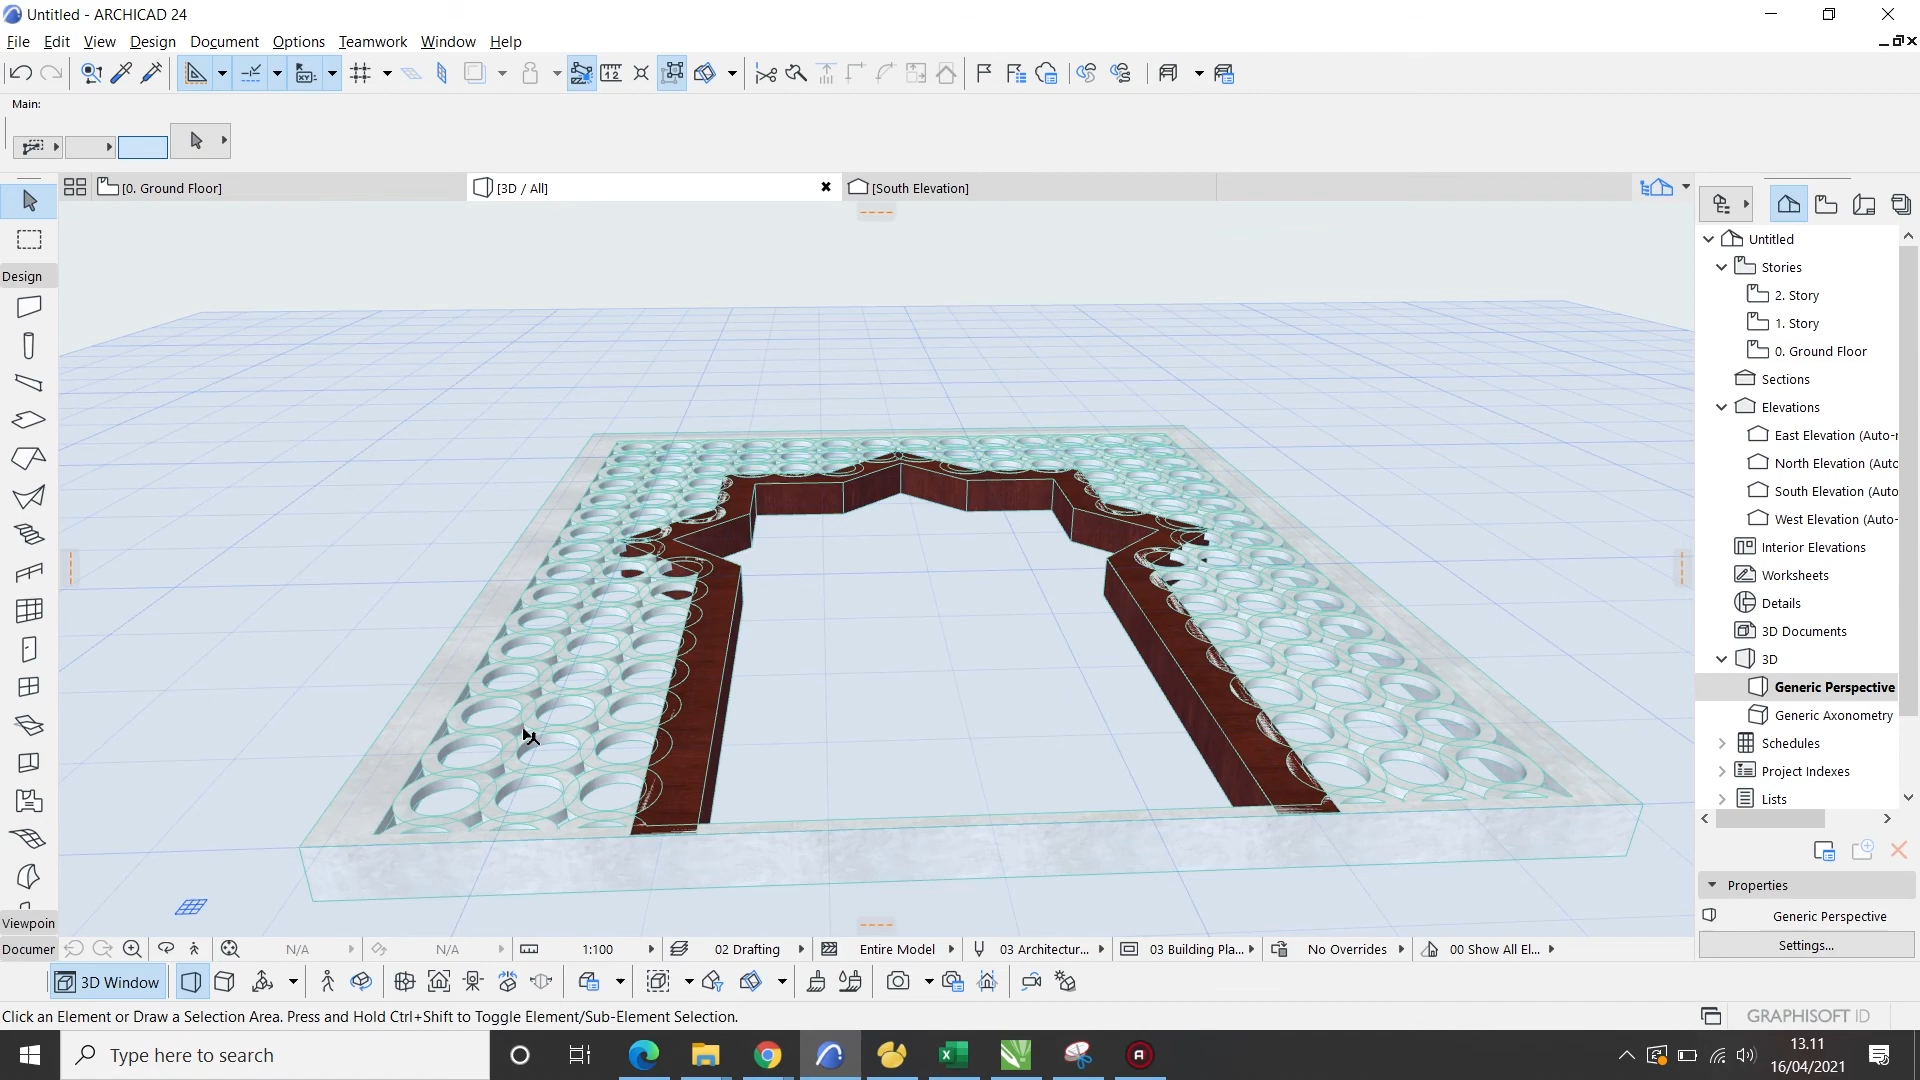 Untitled - ARCHICAD 24
File Edit View Design Document Options Teamwork Window Help
Main:
[0. Ground Floor] [3D / All] [South Elevation]
Design
Untitled
Stories
2. Story
1. Story
0. Ground Floor
Sections
Elevations
East Elevation (Auto-r
North Elevation (Auto
South Elevation (Auto
West Elevation (Auto-
Interior Elevations
Worksheets
Details
3D Documents
3D
Generic Perspective
Generic Axonometry
Schedules
Project Indexes
Lists
Properties
Generic Perspective
Settings...
Viewpoin
Documer
N/A N/A 1:100 02 Drafting Entire Model 03 Architectur... 03 Building Pla... No Overrides 00 Show All El...
3D Window
Click an Element or Draw a Selection Area. Press and Hold Ctrl+Shift to Toggle Element/Sub-Element Selection.
GRAPHISOFT ID
Type here to search
13.11
16/04/2021